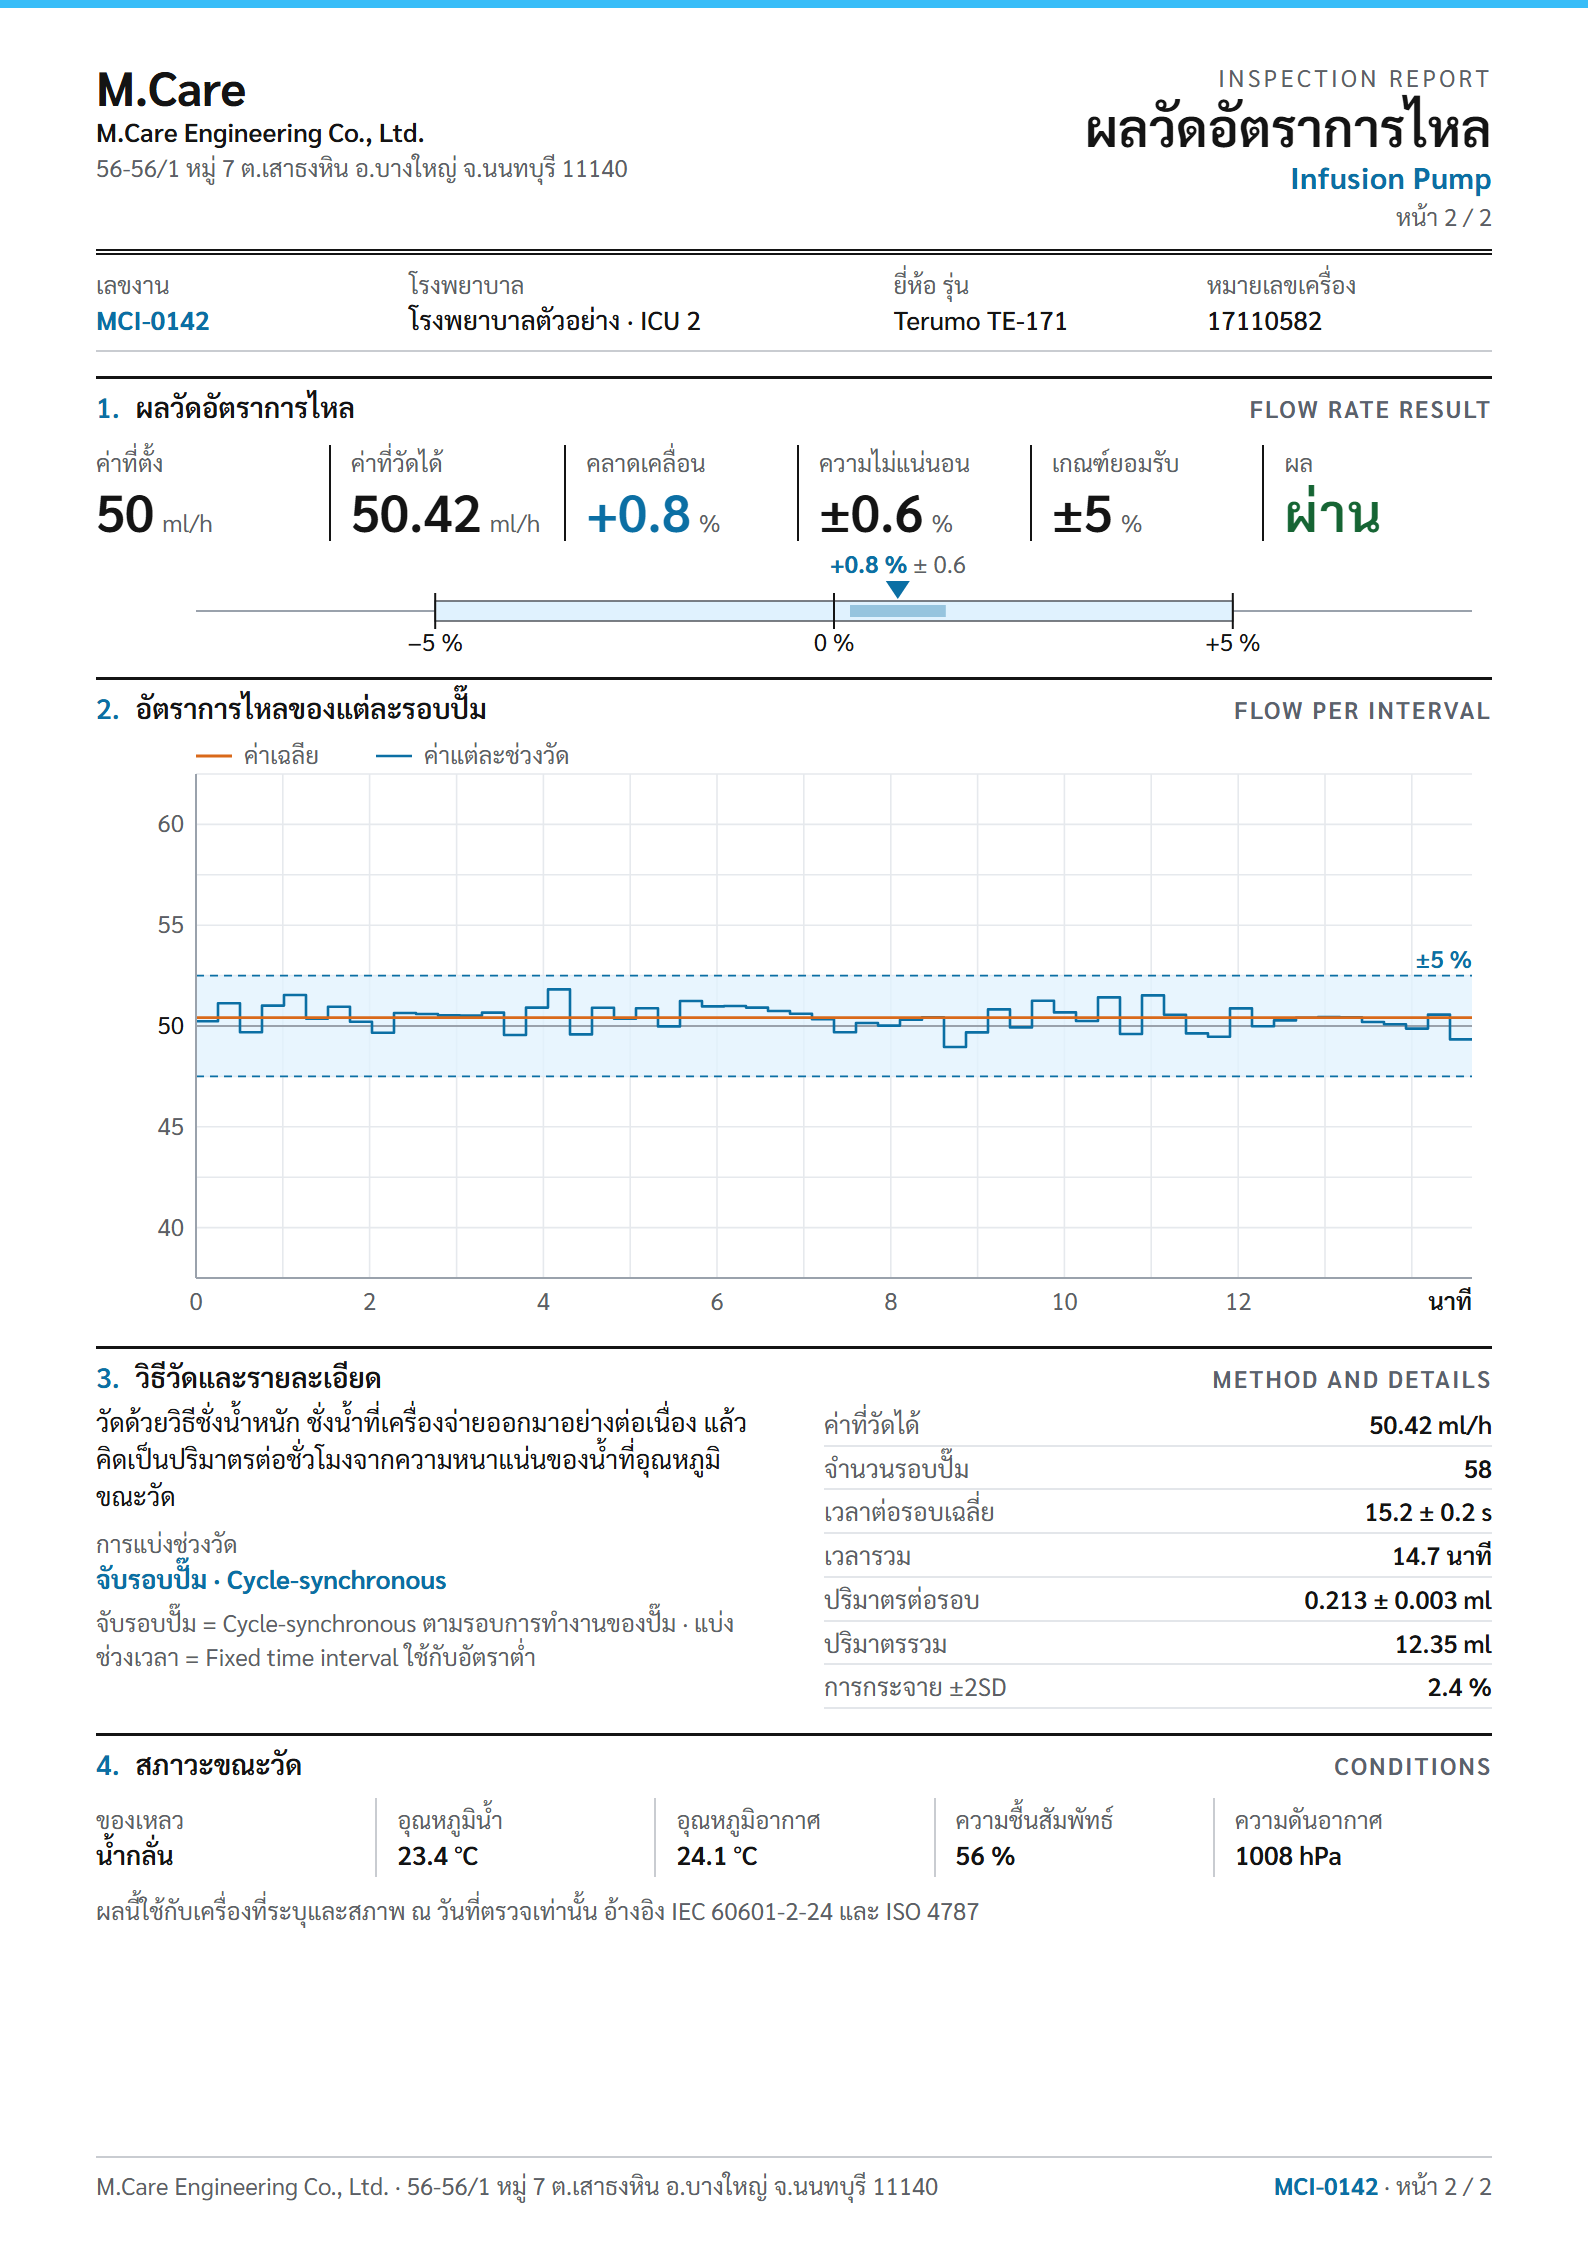 M.Care
M.Care Engineering Co., Ltd.
56-56/1 หมู่ 7 ต.เสาธงหิน อ.บางใหญ่ จ.นนทบุรี 11140
INSPECTION REPORT
ผลวัดอัตราการไหล
Infusion Pump
หน้า 2 / 2
เลขงาน โรงพยาบาล ยี่ห้อ รุ่น หมายเลขเครื่อง
MCI-0142 โรงพยาบาลตัวอย่าง · ICU 2 Terumo TE-171 17110582
1. ผลวัดอัตราการไหล FLOW RATE RESULT
ค่าที่ตั้ง ค่าที่วัดได้ คลาดเคลื่อน ความไม่แน่นอน เกณฑ์ยอมรับ ผล
50 ml/h 50.42 ml/h +0.8 % ±0.6 % ±5 % ผ่าน
+0.8 % ± 0.6
−5 % 0 % +5 %
2. อัตราการไหลของแต่ละรอบปั๊ม FLOW PER INTERVAL
ค่าเฉลี่ย ค่าแต่ละช่วงวัด
60
55
±5 %
50
45
40
0 2 4 6 8 10 12 นาที
3. วิธีวัดและรายละเอียด METHOD AND DETAILS
วัดด้วยวิธีชั่งน้ำหนัก ชั่งน้ำที่เครื่องจ่ายออกมาอย่างต่อเนื่อง แล้ว
คิดเป็นปริมาตรต่อชั่วโมงจากความหนาแน่นของน้ำที่อุณหภูมิ
ขณะวัด
การแบ่งช่วงวัด
จับรอบปั๊ม · Cycle-synchronous
จับรอบปั๊ม = Cycle-synchronous ตามรอบการทำงานของปั๊ม · แบ่ง
ช่วงเวลา = Fixed time interval ใช้กับอัตราต่ำ
ค่าที่วัดได้ 50.42 ml/h
จำนวนรอบปั๊ม 58
เวลาต่อรอบเฉลี่ย 15.2 ± 0.2 s
เวลารวม 14.7 นาที
ปริมาตรต่อรอบ 0.213 ± 0.003 ml
ปริมาตรรวม 12.35 ml
การกระจาย ±2SD 2.4 %
4. สภาวะขณะวัด CONDITIONS
ของเหลว อุณหภูมิน้ำ อุณหภูมิอากาศ ความชื้นสัมพัทธ์ ความดันอากาศ
น้ำกลั่น 23.4 °C 24.1 °C 56 % 1008 hPa
ผลนี้ใช้กับเครื่องที่ระบุและสภาพ ณ วันที่ตรวจเท่านั้น อ้างอิง IEC 60601-2-24 และ ISO 4787
M.Care Engineering Co., Ltd. · 56-56/1 หมู่ 7 ต.เสาธงหิน อ.บางใหญ่ จ.นนทบุรี 11140 MCI-0142 · หน้า 2 / 2